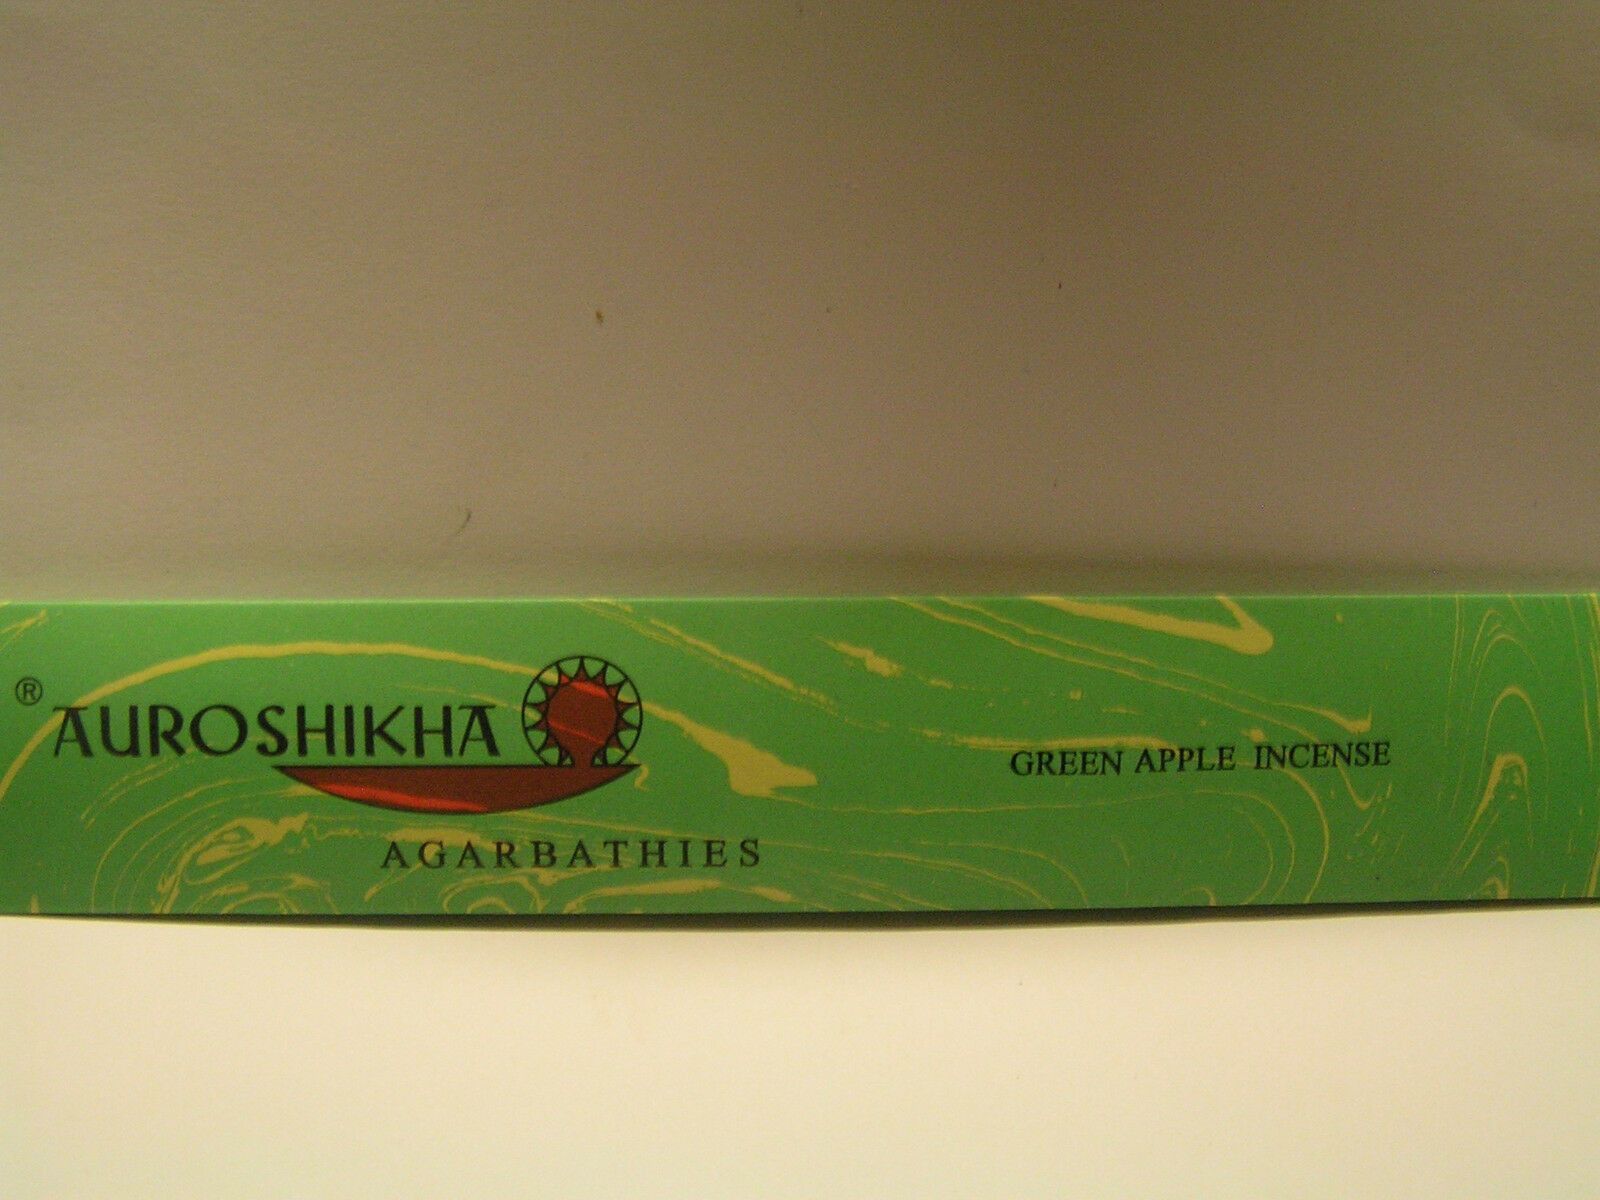 ® AUROSHIKHA
AGARBATHIES
GREEN APPLE INCENSE